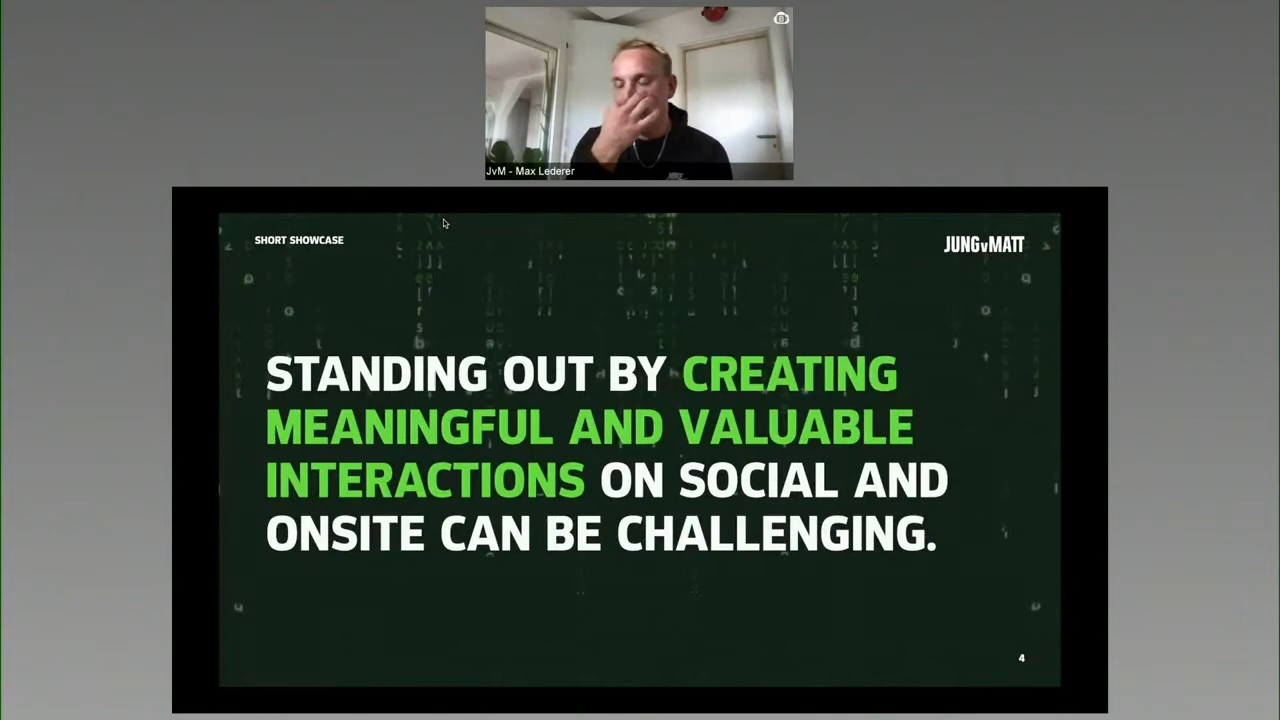 JvM - Max Lederer
NIKE
SHORT SHOWCASE
JUNGvMATT
STANDING OUT BY CREATING
MEANINGFUL AND VALUABLE
INTERACTIONS ON SOCIAL AND
ONSITE CAN BE CHALLENGING.
4